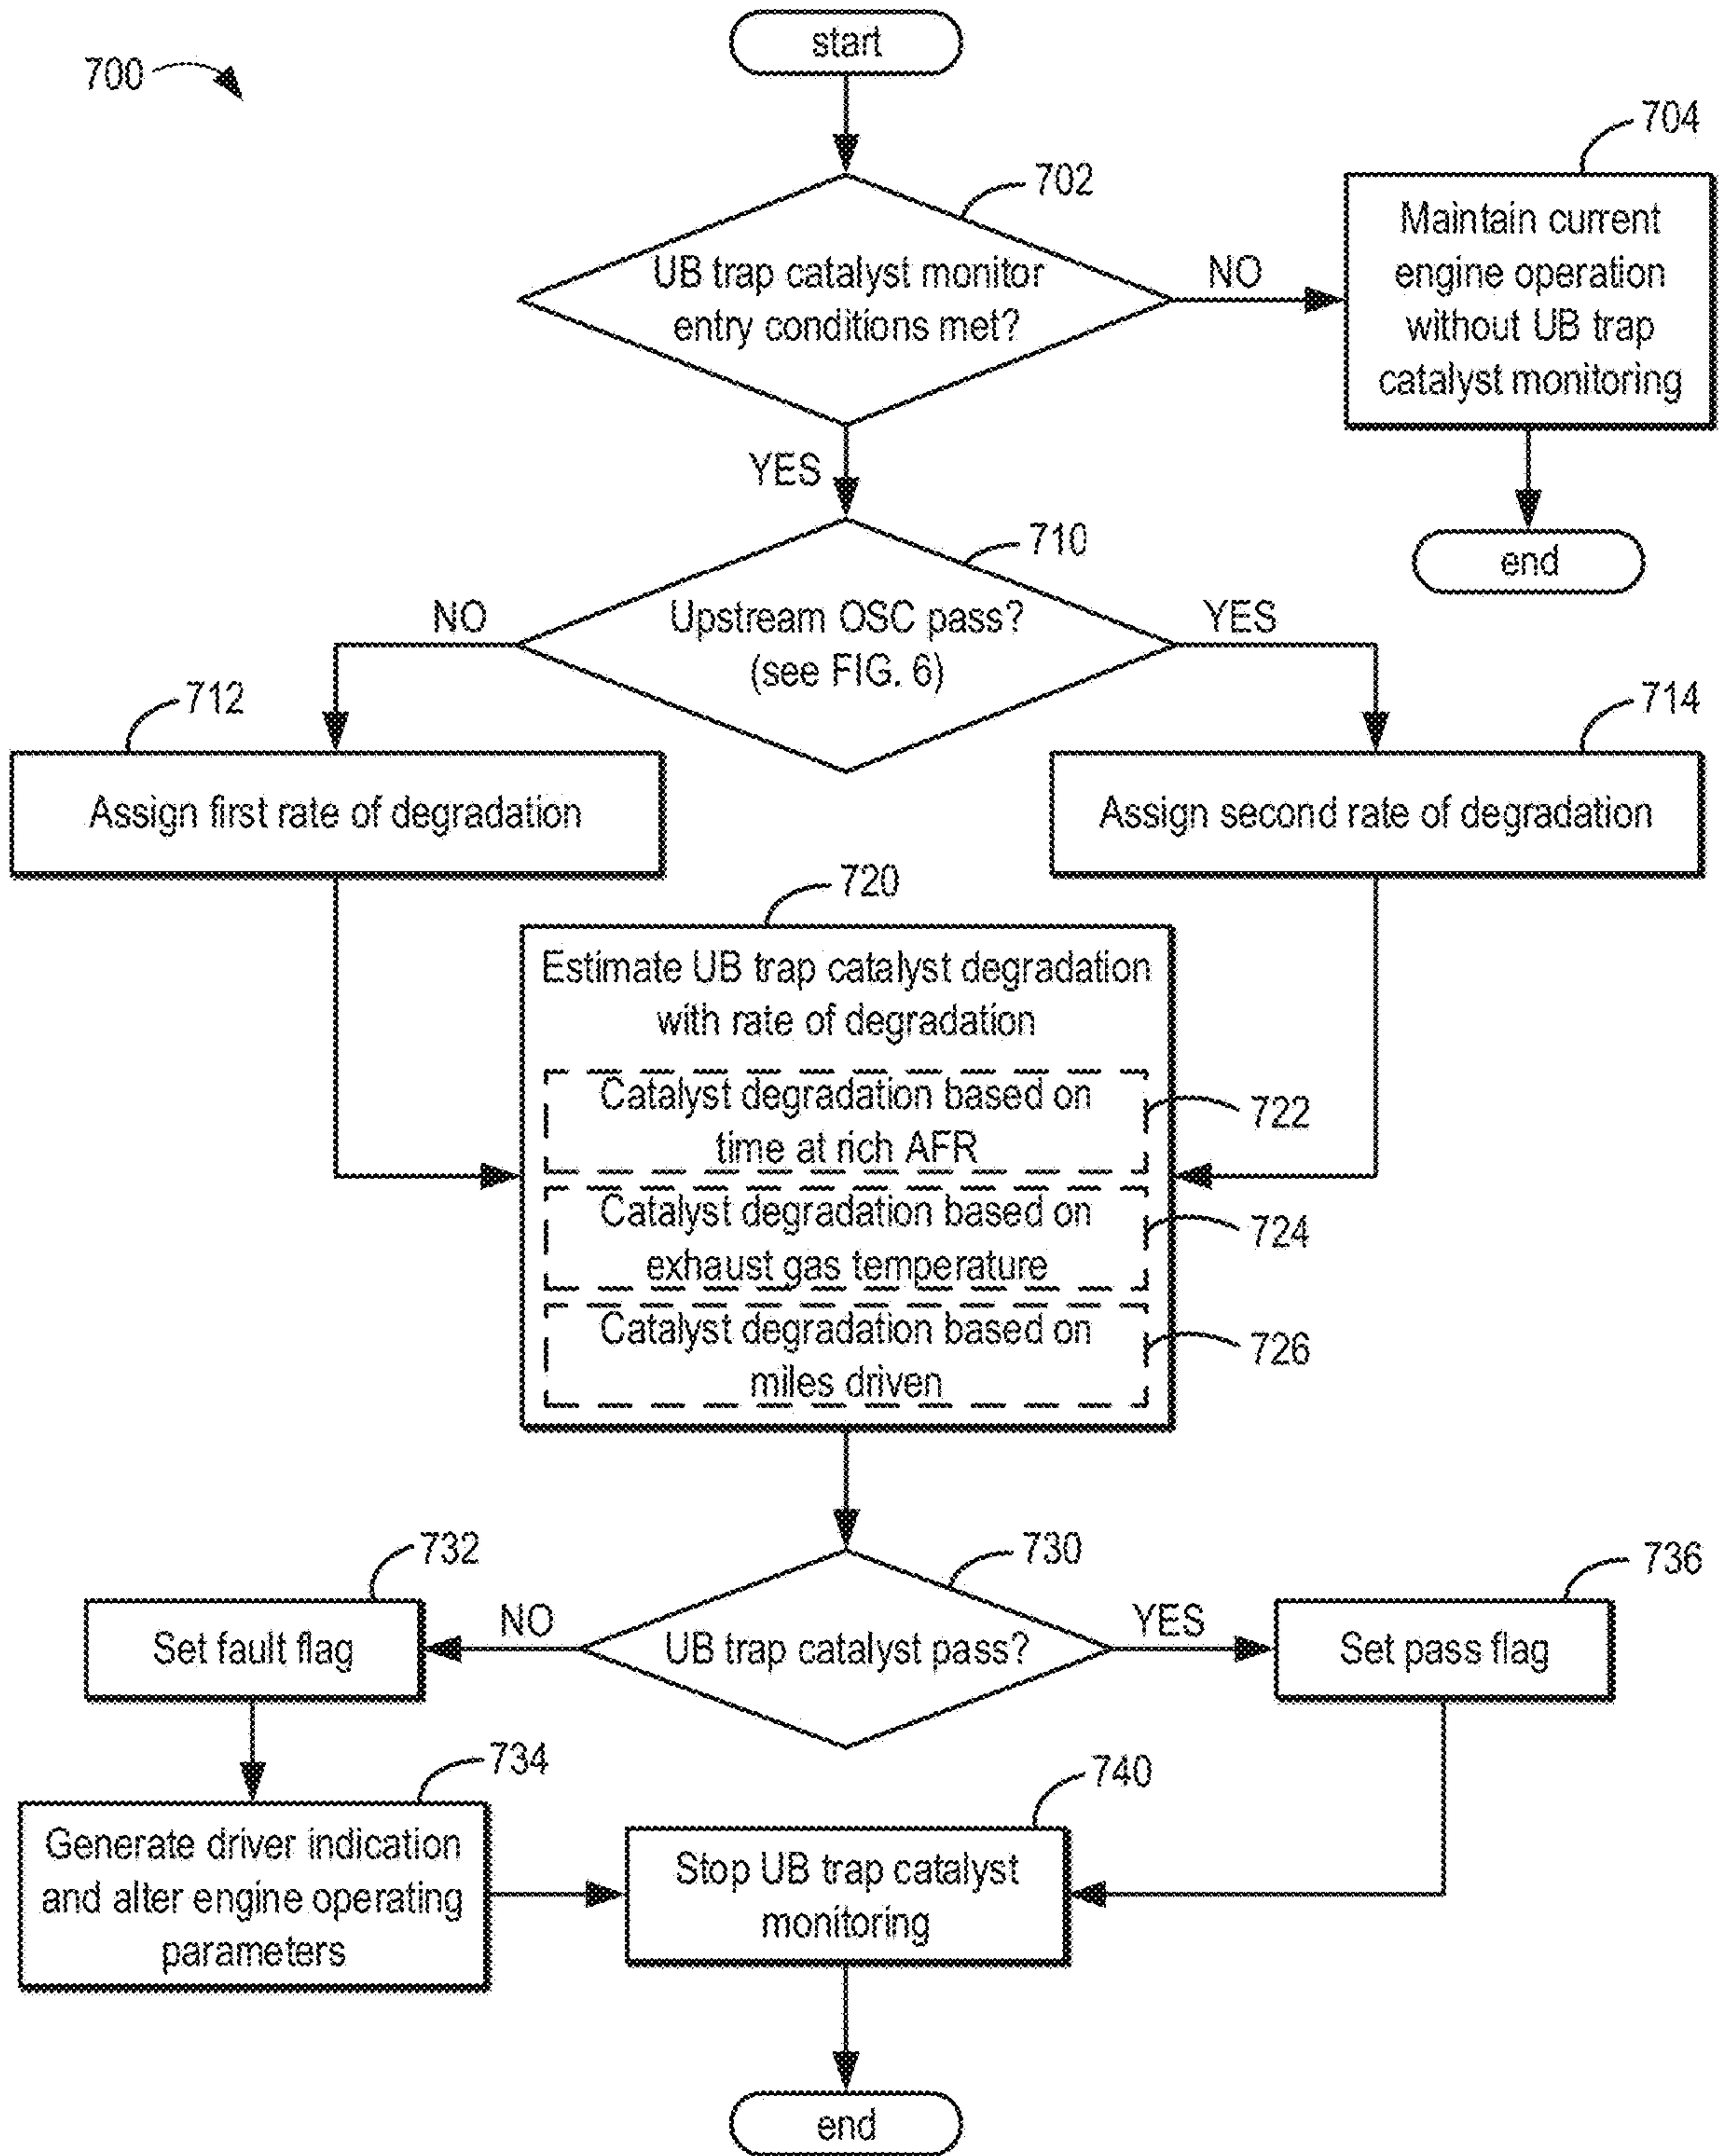 start
700
704
702
Maintain current
engine operation
without UB trap
catalyst monitoring
UB trap catalyst monitor
entry conditions met?
NO
YES
end
710
Upstream OSC pass?
(see FIG. 6)
NO
YES
712
714
Assign first rate of degradation
Assign second rate of degradation
720
Estimate UB trap catalyst degradation
with rate of degradation
Catalyst degradation based on
time at rich AFR
722
Catalyst degradation based on
exhaust gas temperature
724
Catalyst degradation based on
miles driven
726
732
730
736
Set fault flag
NO
UB trap catalyst pass?
YES
Set pass flag
734
740
Generate driver indication
and alter engine operating
parameters
Stop UB trap catalyst
monitoring
end